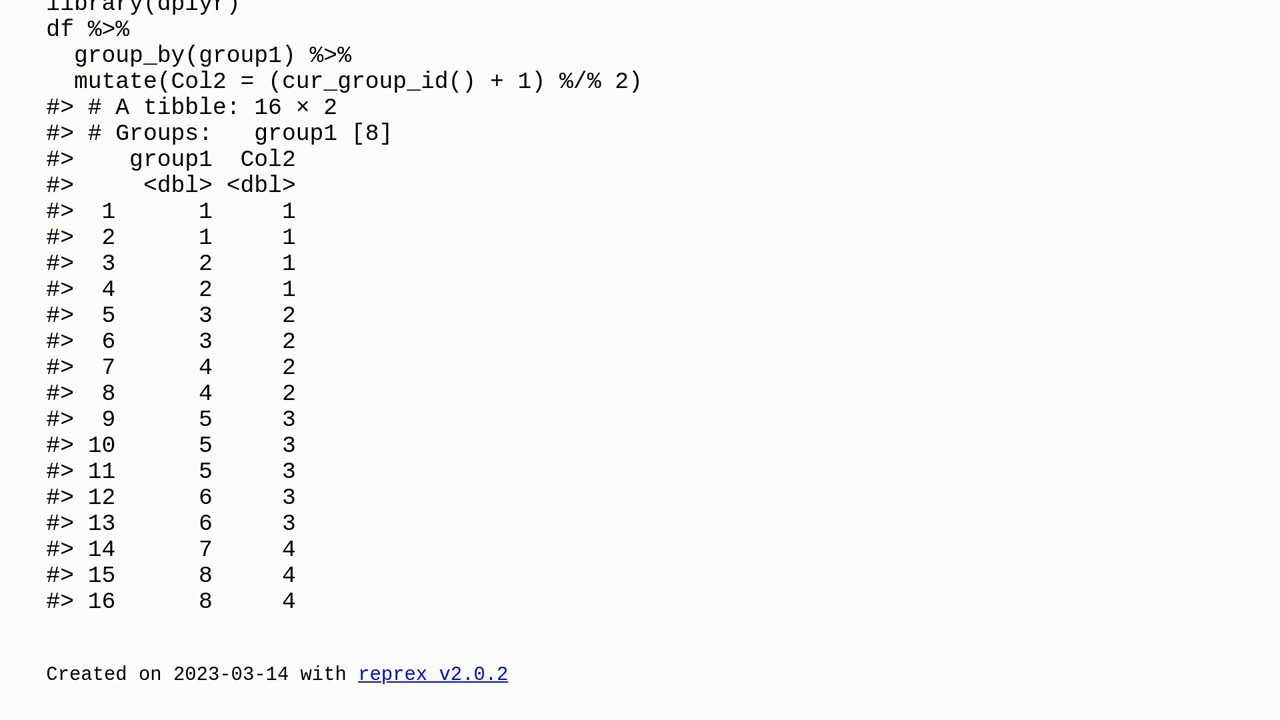 library(dplyr)
df %>%
  group_by(group1) %>%
  mutate(Col2 = (cur_group_id() + 1) %/% 2)
#> # A tibble: 16 × 2
#> # Groups:   group1 [8]
#>    group1  Col2
#>     <dbl> <dbl>
#>  1      1     1
#>  2      1     1
#>  3      2     1
#>  4      2     1
#>  5      3     2
#>  6      3     2
#>  7      4     2
#>  8      4     2
#>  9      5     3
#> 10      5     3
#> 11      5     3
#> 12      6     3
#> 13      6     3
#> 14      7     4
#> 15      8     4
#> 16      8     4
Created on 2023-03-14 with reprex v2.0.2